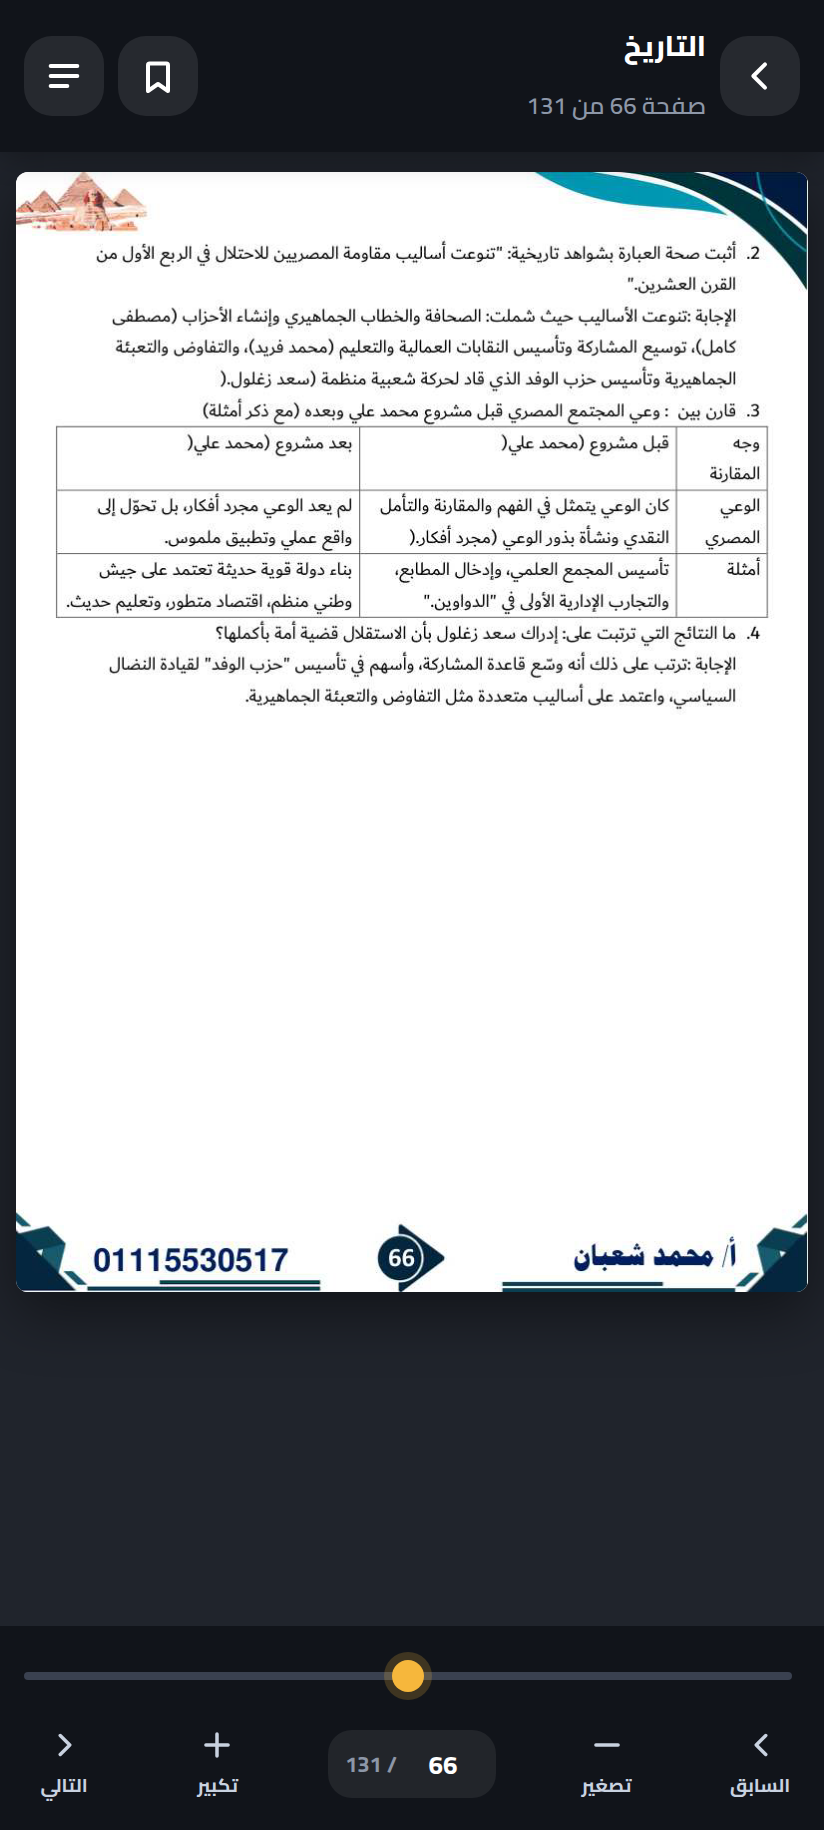 التاريخ
صفحة 66 من 131
2. أثبت صحة العبارة بشواهد تاريخية: "تنوعت أساليب مقاومة المصريين للاحتلال في الربع الأول من
القرن العشرين."
الإجابة :تنوعت الأساليب حيث شملت: الصحافة والخطاب الجماهيري وإنشاء الأحزاب (مصطفى
كامل)، توسيع المشاركة وتأسيس النقابات العمالية والتعليم (محمد فريد)، والتفاوض والتعبئة
الجماهيرية وتأسيس حزب الوفد الذي قاد لحركة شعبية منظمة (سعد زغلول.(
3. قارن بين : وعي المجتمع المصري قبل مشروع محمد علي وبعده (مع ذكر أمثلة)
وجه المقارنة | قبل مشروع (محمد علي( | بعد مشروع (محمد علي(
الوعي المصري | كان الوعي يتمثل في الفهم والمقارنة والتأمل النقدي ونشأة بذور الوعي (مجرد أفكار.( | لم يعد الوعي مجرد أفكار، بل تحوّل إلى واقع عملي وتطبيق ملموس.
أمثلة | تأسيس المجمع العلمي، وإدخال المطابع، والتجارب الإدارية الأولى في "الدواوين." | بناء دولة قوية حديثة تعتمد على جيش وطني منظم، اقتصاد متطور، وتعليم حديث.
4. ما النتائج التي ترتبت على: إدراك سعد زغلول بأن الاستقلال قضية أمة بأكملها؟
الإجابة :ترتب على ذلك أنه وسّع قاعدة المشاركة، وأسهم في تأسيس "حزب الوفد" لقيادة النضال
السياسي، واعتمد على أساليب متعددة مثل التفاوض والتعبئة الجماهيرية.
أ/ محمد شعبان
66
01115530517
السابق
تصغير
66 / 131
تكبير
التالي